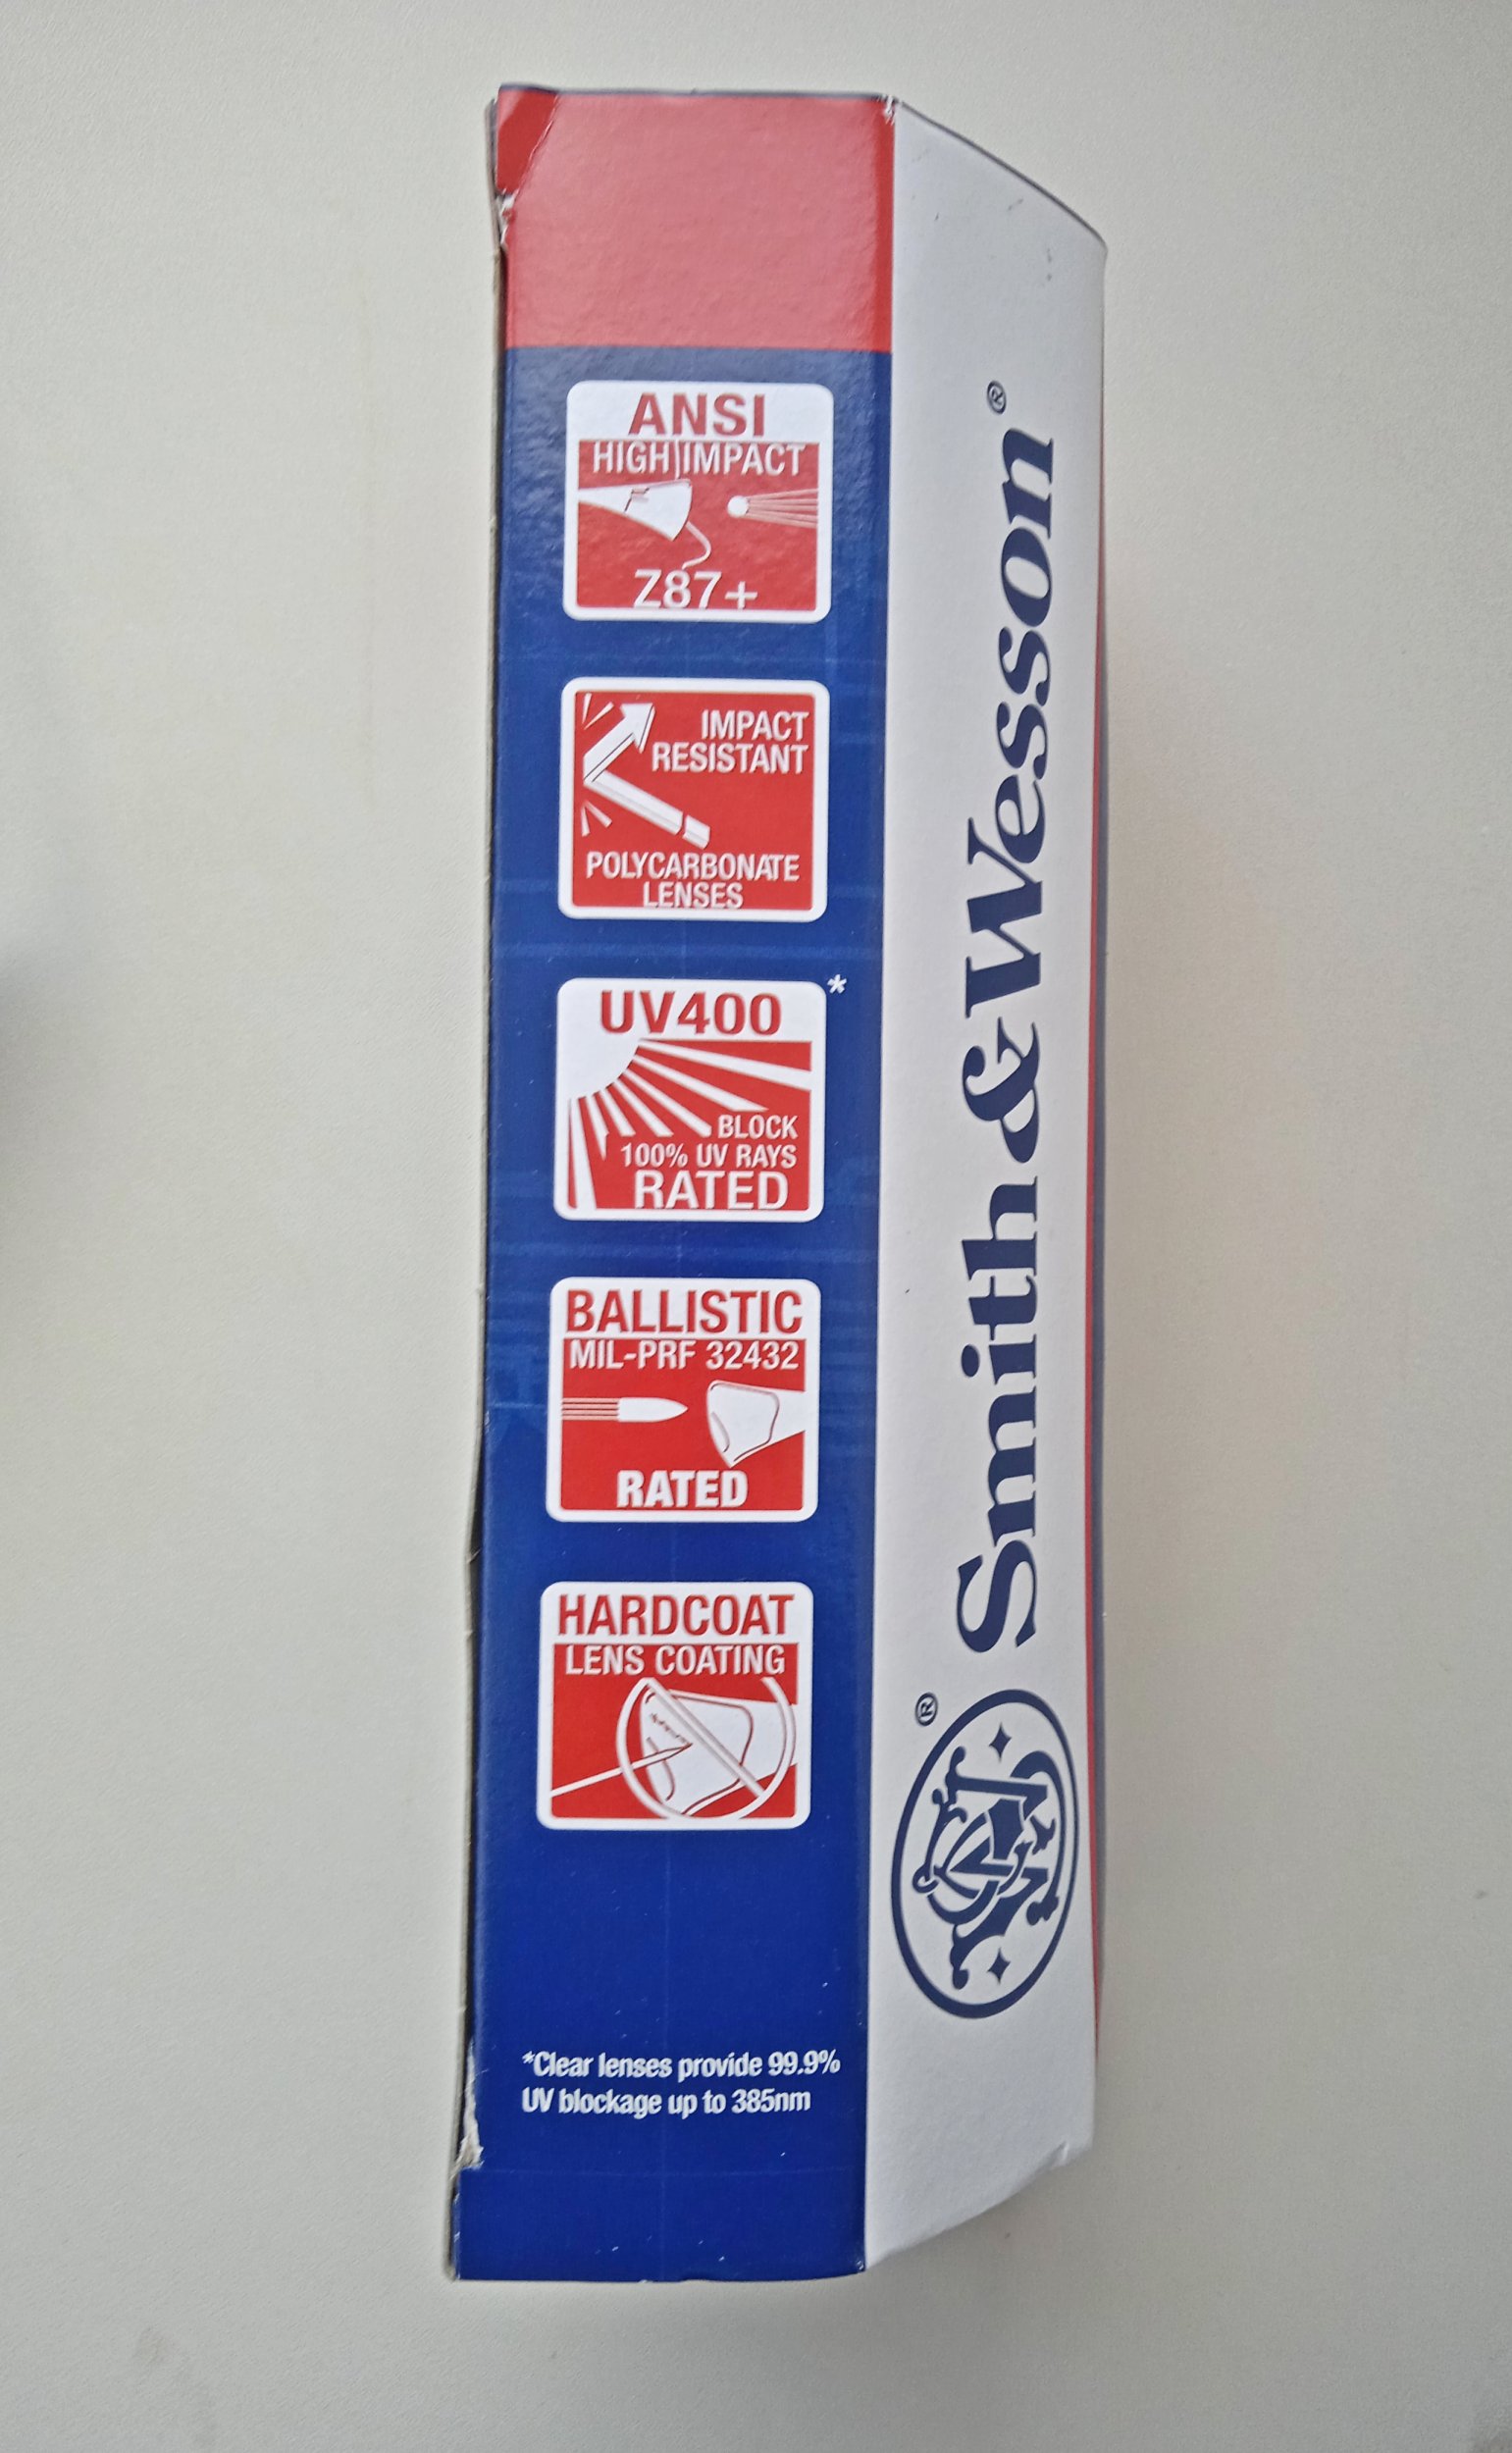 ANSI
HIGH IMPACT
Z87+
IMPACT
RESISTANT
POLYCARBONATE
LENSES
*
UV400
BLOCK
100% UV RAYS
RATED
BALLISTIC
MIL-PRF 32432
RATED
HARDCOAT
LENS COATING
*Clear lenses provide 99.9%
UV blockage up to 385nm
Smith & Wesson®
®